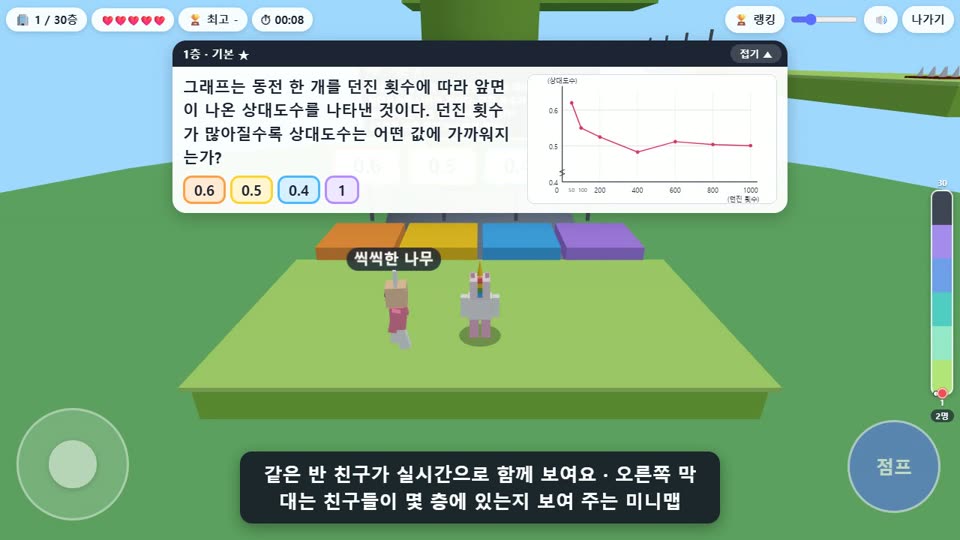 1 / 30층
최고 -
00:08
랭킹
나가기
1층 · 기본 ★
접기 ▲
그래프는 동전 한 개를 던진 횟수에 따라 앞면
이 나온 상대도수를 나타낸 것이다. 던진 횟수
가 많아질수록 상대도수는 어떤 값에 가까워지
는가?
0.6 0.5 0.4 1
(상대도수)
0.6
0.5
0.4
0 50 100 200 400 600 800 1000
(던진 횟수)
씩씩한 나무
30
1
2명
점프
같은 반 친구가 실시간으로 함께 보여요 · 오른쪽 막
대는 친구들이 몇 층에 있는지 보여 주는 미니맵